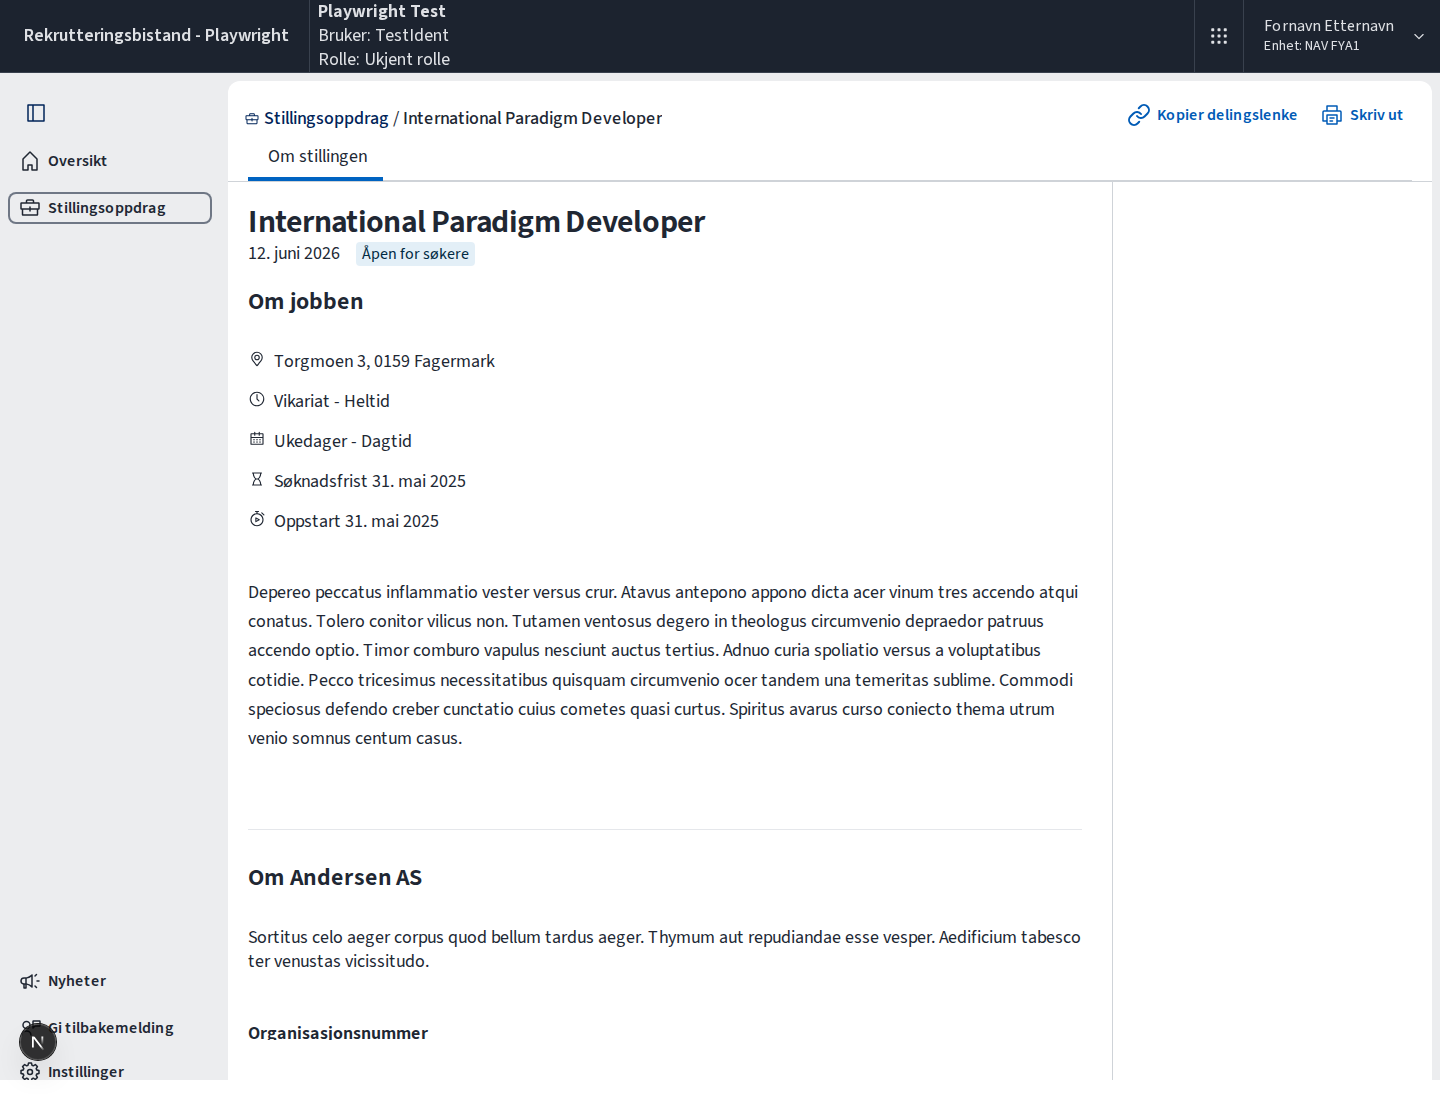 Rekrutteringsbistand - Playwright
Playwright Test
Bruker: TestIdent
Rolle: Ukjent rolle
Fornavn Etternavn
Enhet: NAV FYA1
Oversikt
Stillingsoppdrag
Nyheter
Gi tilbakemelding
N
Instillinger
Stillingsoppdrag / International Paradigm Developer
Kopier delingslenke
Skriv ut
Om stillingen
International Paradigm Developer
12. juni 2026
Åpen for søkere
Om jobben
Torgmoen 3, 0159 Fagermark
Vikariat - Heltid
Ukedager - Dagtid
Søknadsfrist 31. mai 2025
Oppstart 31. mai 2025
Depereo peccatus inflammatio vester versus crur. Atavus antepono appono dicta acer vinum tres accendo atqui
conatus. Tolero conitor vilicus non. Tutamen ventosus degero in theologus circumvenio depraedor patruus
accendo optio. Timor comburo vapulus nesciunt auctus tertius. Adnuo curia spoliatio versus a voluptatibus
cotidie. Pecco tricesimus necessitatibus quisquam circumvenio ocer tandem una temeritas sublime. Commodi
speciosus defendo creber cunctatio cuius cometes quasi curtus. Spiritus avarus curso coniecto thema utrum
venio somnus centum casus.
Om Andersen AS
Sortitus celo aeger corpus quod bellum tardus aeger. Thymum aut repudiandae esse vesper. Aedificium tabesco
ter venustas vicissitudo.
Organisasjonsnummer